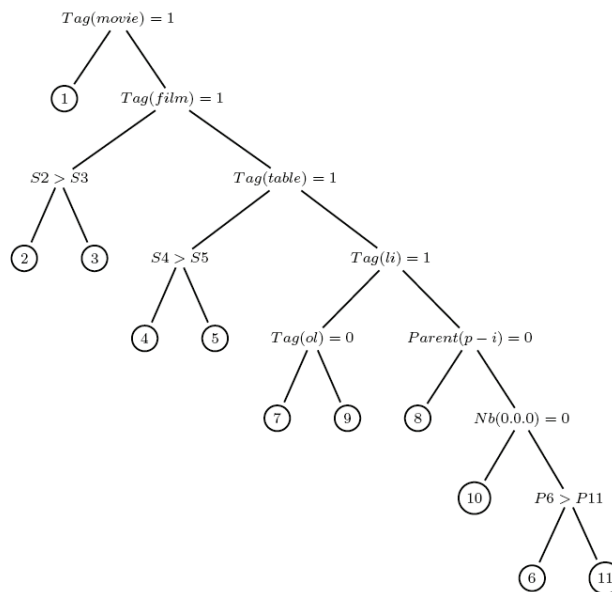 Tag(movie) = 1
1
Tag(film) = 1
S2 > S3
Tag(table) = 1
2
3
S4 > S5
Tag(li) = 1
4
5
Tag(ol) = 0
Parent(p − i) = 0
7
9
8
Nb(0.0.0) = 0
10
P6 > P11
6
11